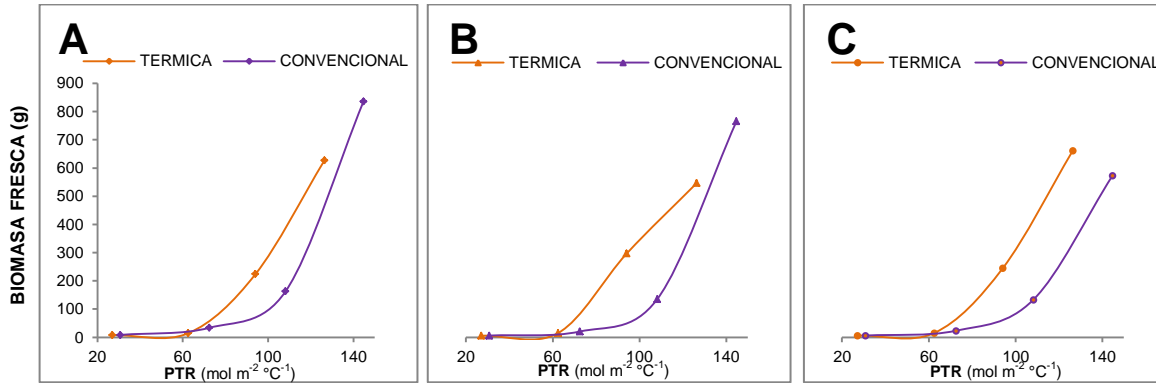 A
B
C
TERMICA CONVENCIONAL
TERMICA CONVENCIONAL
TERMICA CONVENCIONAL
BIOMASA FRESCA (g)
900
800
700
600
500
400
300
200
100
0
20 60 100 140
20 60 100 140
20 60 100 140
PTR (mol m-2 °C-1)
PTR (mol m-2 °C-1)
PTR (mol m-2 °C-1)